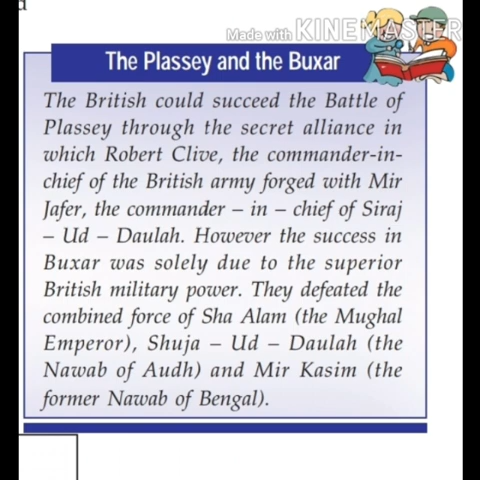 d
Made with KINEMASTER
The Plassey and the Buxar
The British could succeed the Battle of
Plassey through the secret alliance in
which Robert Clive, the commander-in-
chief of the British army forged with Mir
Jafer, the commander – in – chief of Siraj
– Ud – Daulah. However the success in
Buxar was solely due to the superior
British military power. They defeated the
combined force of Sha Alam (the Mughal
Emperor), Shuja – Ud – Daulah (the
Nawab of Audh) and Mir Kasim (the
former Nawab of Bengal).